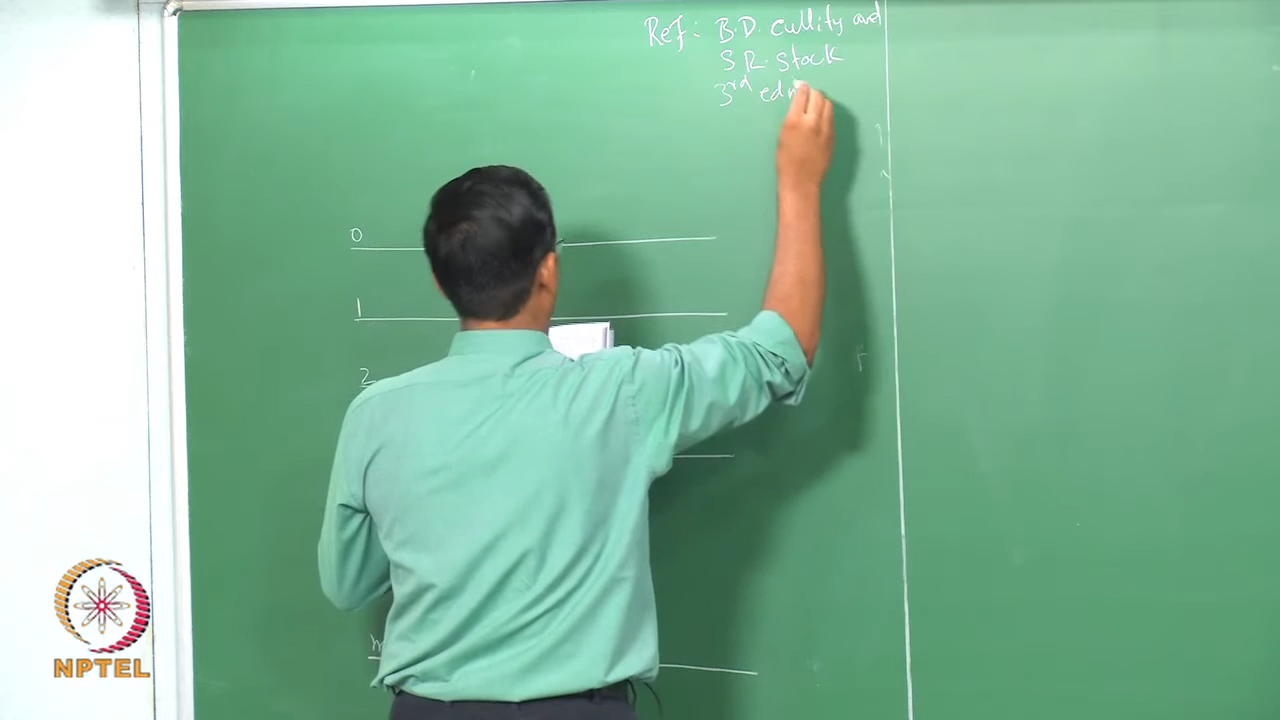 Ref: B.D. Cullity and
S R. Stock
3rd edn
0
1
2
NPTEL